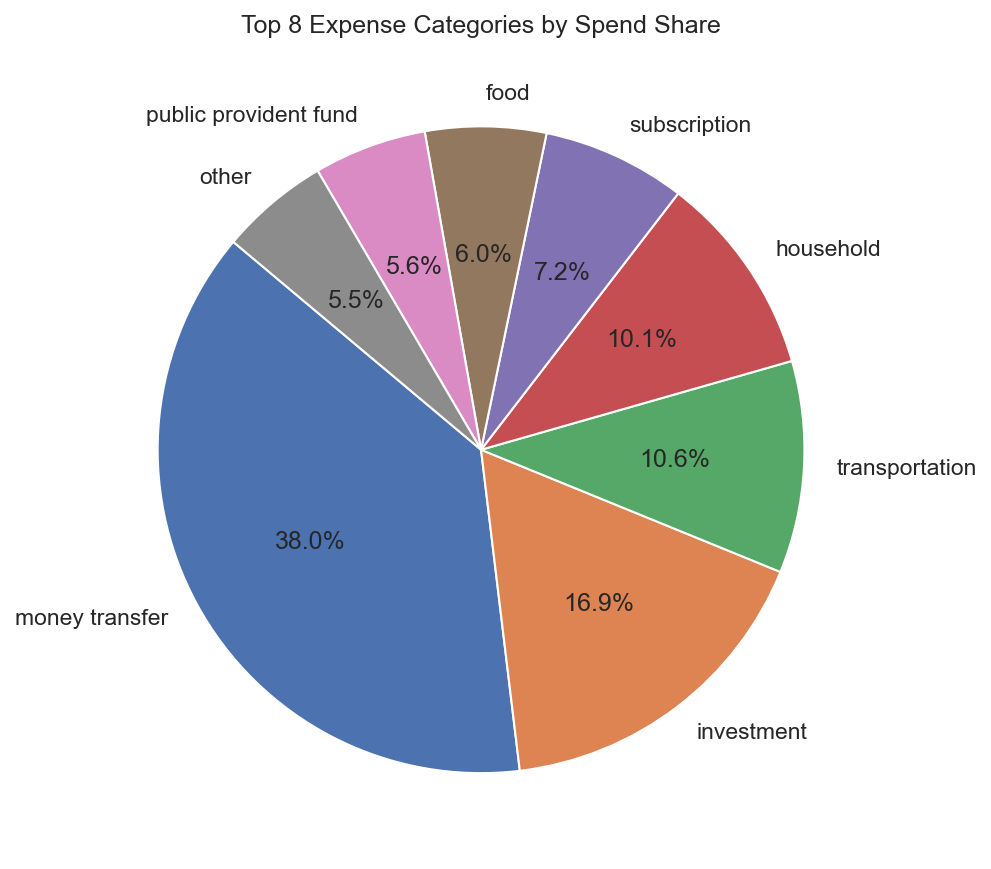 Top 8 Expense Categories by Spend Share
food
public provident fund
subscription
other
household
6.0%
5.6%
7.2%
5.5%
10.1%
10.6%
transportation
38.0%
16.9%
money transfer
investment